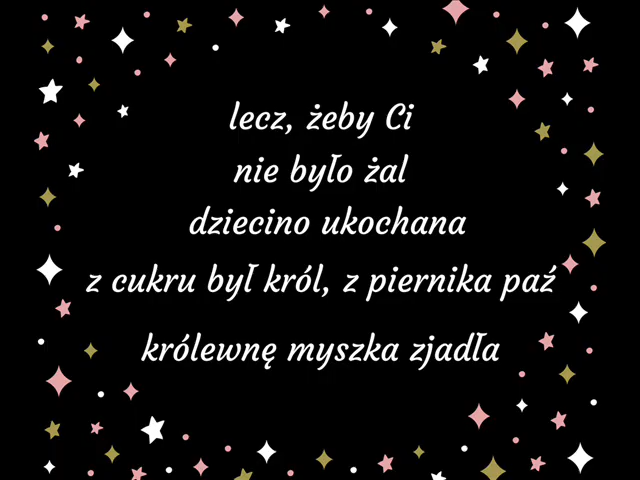 lecz, żeby Ci
nie było żal
dziecino ukochana
z cukru był król, z piernika paź
królewnę myszka zjadła